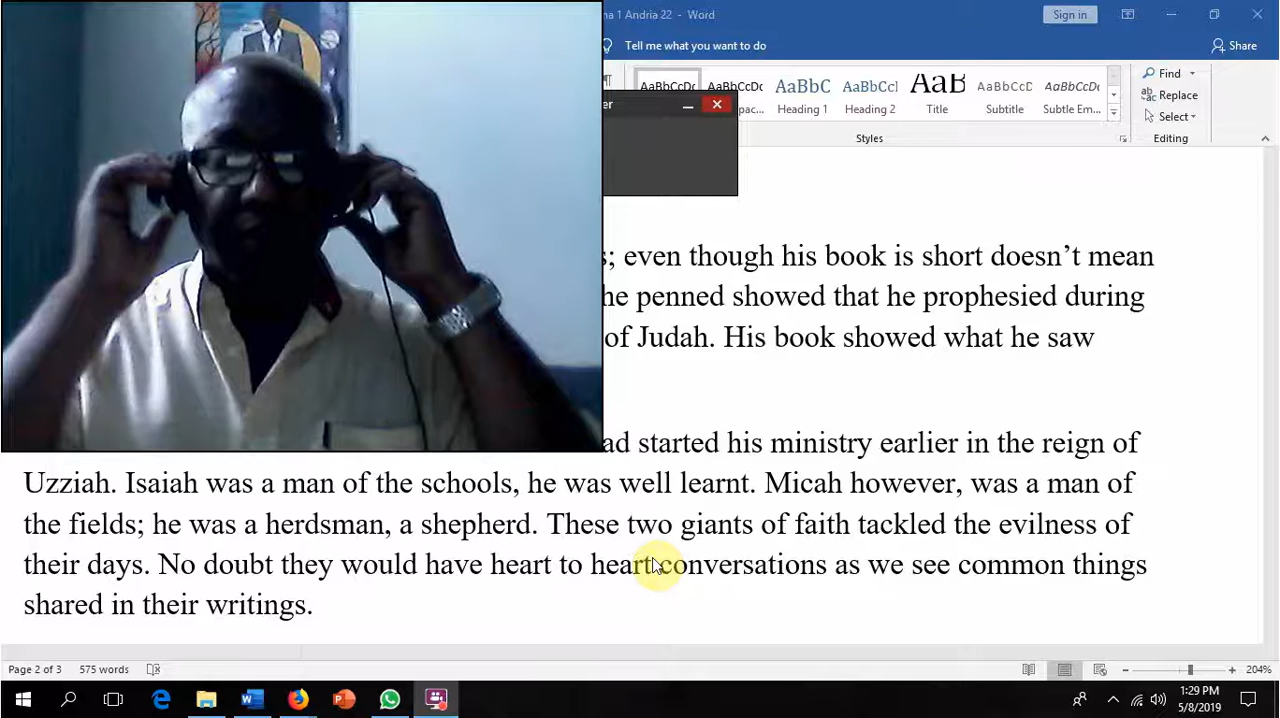 na 1 Andria 22 - Word
Sign in
Tell me what you want to do
Share
AaBbCcDc AaBbCcDc AaBbC AaBbCcl AaB AaBbCcD AaBbCcD
pac... Heading 1 Heading 2 Title Subtitle Subtle Em...
Styles
Find
Replace
Select
Editing
er
s; even though his book is short doesn’t mean
he penned showed that he prophesied during
of Judah. His book showed what he saw
ad started his ministry earlier in the reign of
Uzziah. Isaiah was a man of the schools, he was well learnt. Micah however, was a man of
the fields; he was a herdsman, a shepherd. These two giants of faith tackled the evilness of
their days. No doubt they would have heart to heart conversations as we see common things
shared in their writings.
Page 2 of 3 575 words
204%
1:29 PM
5/8/2019